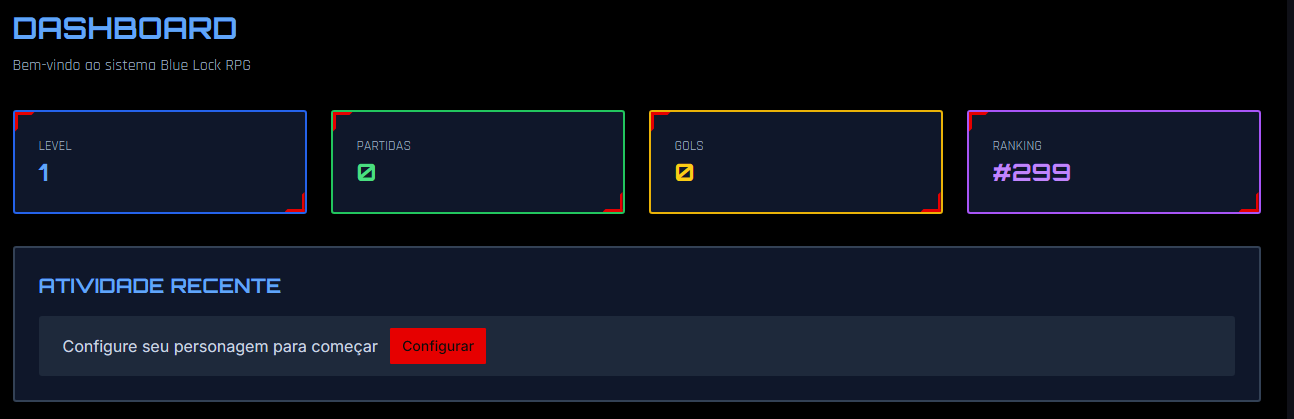 DASHBOARD
Bem-vindo ao sistema Blue Lock RPG
LEVEL
1
PARTIDAS
0
GOLS
0
RANKING
#299
ATIVIDADE RECENTE
Configure seu personagem para começar Configurar